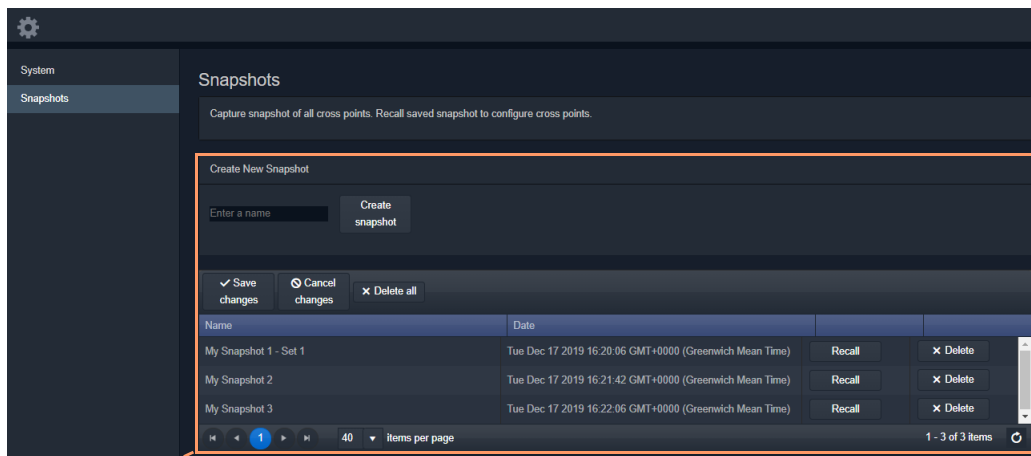 System
Snapshots
Snapshots
Capture snapshot of all cross points. Recall saved snapshot to configure cross points.
Create New Snapshot
Enter a name
Create
snapshot
Save
changes
Cancel
changes
Delete all
Name Date
My Snapshot 1 - Set 1 Tue Dec 17 2019 16:20:06 GMT+0000 (Greenwich Mean Time) Recall Delete
My Snapshot 2 Tue Dec 17 2019 16:21:42 GMT+0000 (Greenwich Mean Time) Recall Delete
My Snapshot 3 Tue Dec 17 2019 16:22:06 GMT+0000 (Greenwich Mean Time) Recall Delete
1 40 items per page 1 - 3 of 3 items